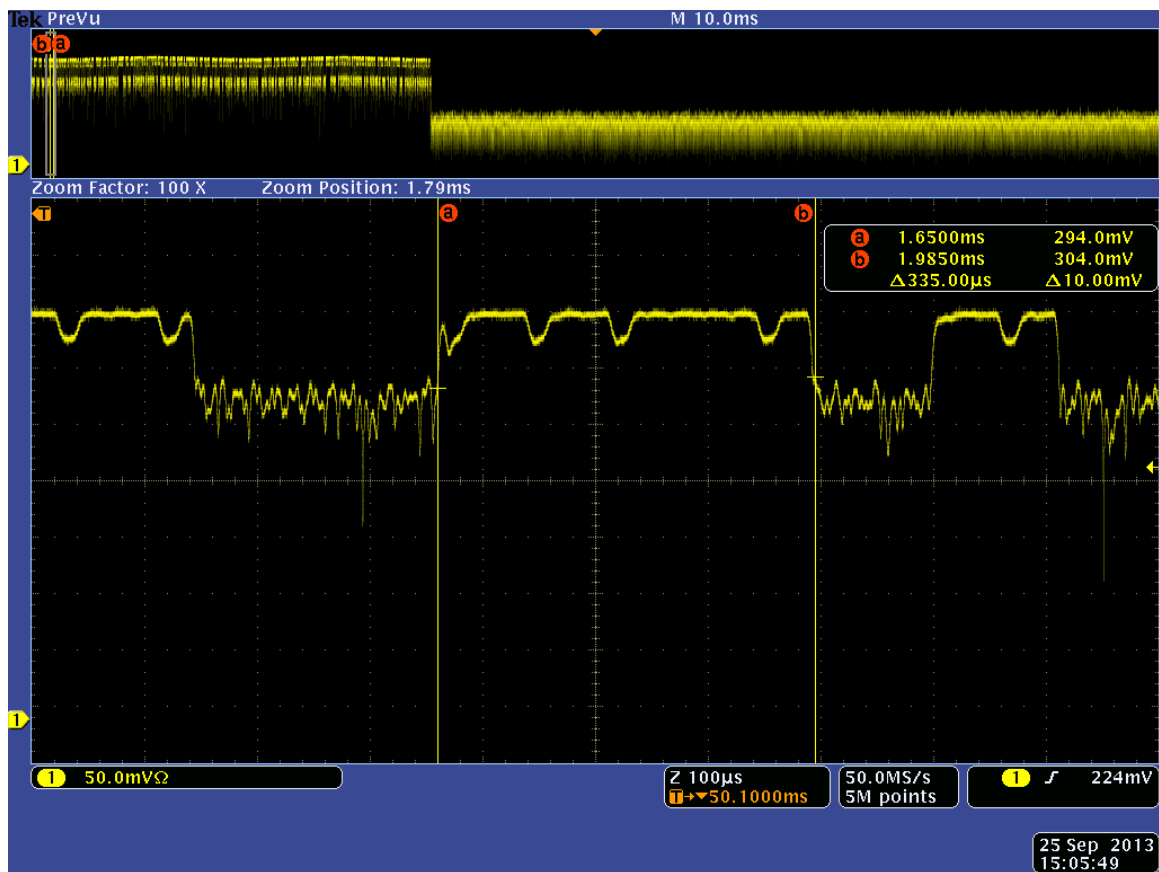 Tek PreVu M 10.0ms
b a
1
Zoom Factor: 100 X Zoom Position: 1.79ms
T a b
a 1.6500ms 294.0mV
b 1.9850ms 304.0mV
Δ335.00µs Δ10.00mV
1
1 50.0mVΩ
Z 100µs
T→▼50.1000ms
50.0MS/s
5M points
1 224mV
25 Sep 2013
15:05:49